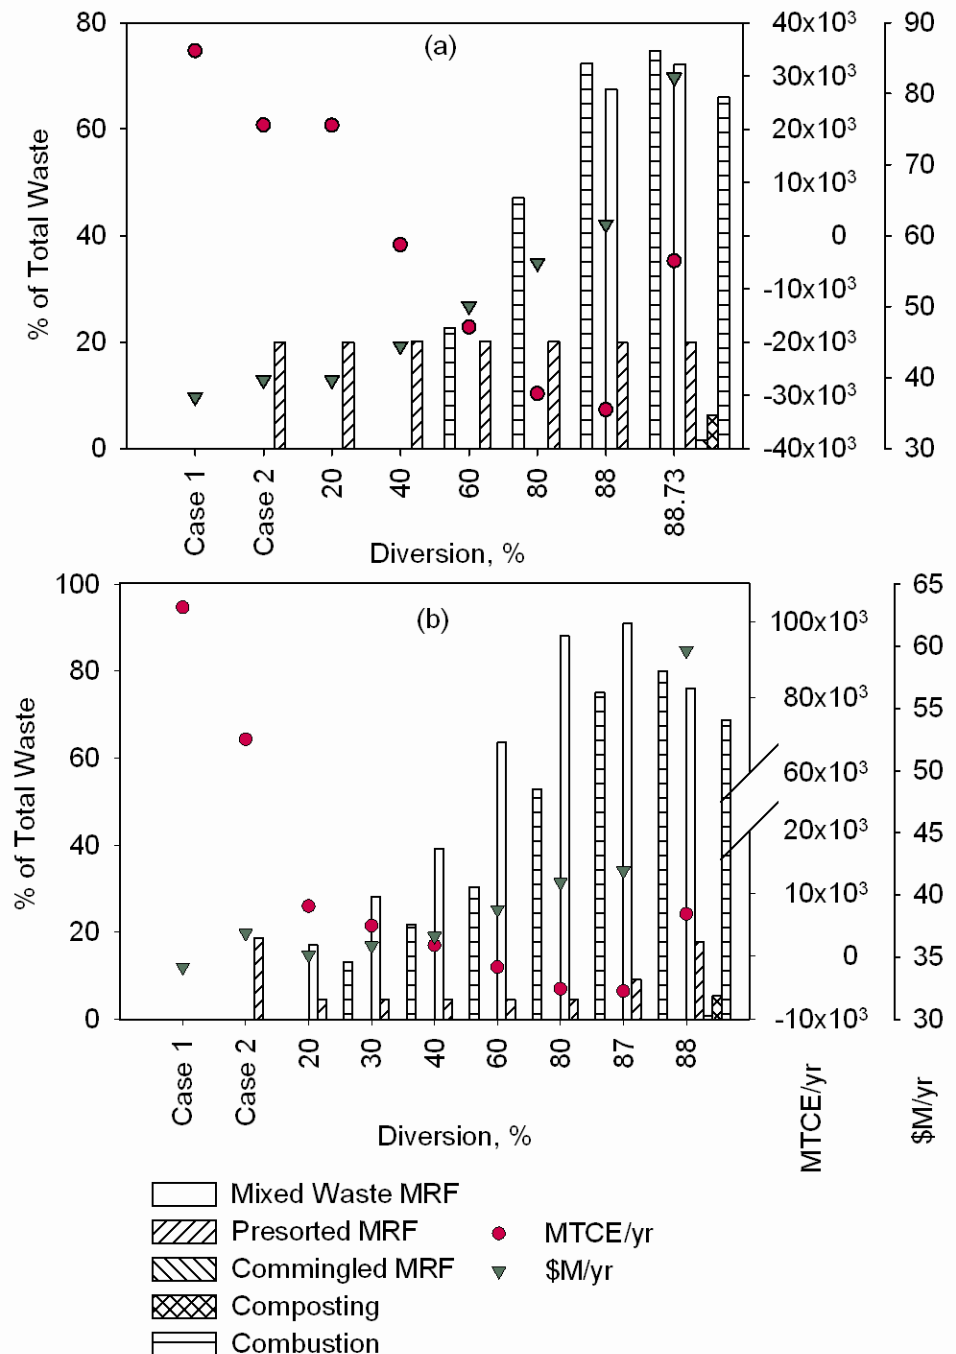 (a)
% of Total Waste
80
60
40
20
0
40x10³
30x10³
20x10³
10x10³
0
-10x10³
-20x10³
-30x10³
-40x10³
90
80
70
60
50
40
30
Case 1
Case 2
20
40
60
80
88
88.73
Diversion, %
(b)
% of Total Waste
100
80
60
40
20
0
100x10³
80x10³
60x10³
20x10³
10x10³
0
-10x10³
65
60
55
50
45
40
35
30
Case 1
Case 2
20
30
40
60
80
87
88
Diversion, %
MTCE/yr
$M/yr
Mixed Waste MRF
Presorted MRF
Commingled MRF
Composting
Combustion
MTCE/yr
$M/yr